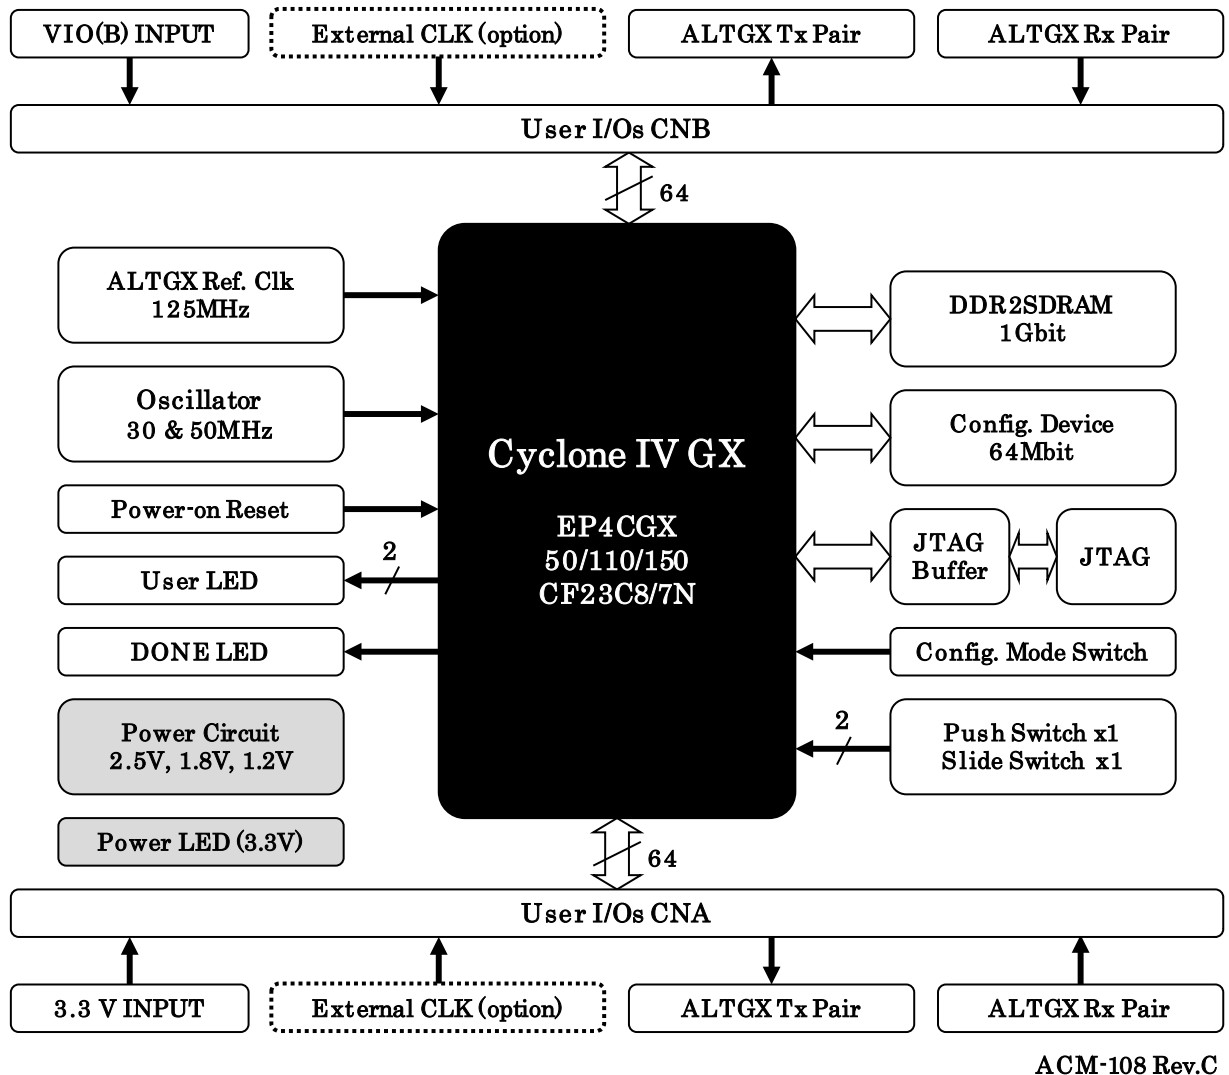 VIO(B) INPUT
External CLK (option)
ALTGX Tx Pair
ALTGX Rx Pair
User I/Os CNB
64
ALTGX Ref. Clk
125MHz
Oscillator
30 & 50MHz
Power-on Reset
2
User LED
DONE LED
Power Circuit
2.5V, 1.8V, 1.2V
Power LED (3.3V)
Cyclone IV GX
EP4CGX
50/110/150
CF23C8/7N
DDR2SDRAM
1Gbit
Config. Device
64Mbit
JTAG
Buffer
JTAG
Config. Mode Switch
2
Push Switch x1
Slide Switch x1
64
User I/Os CNA
3.3 V INPUT
External CLK (option)
ALTGX Tx Pair
ALTGX Rx Pair
ACM-108 Rev.C